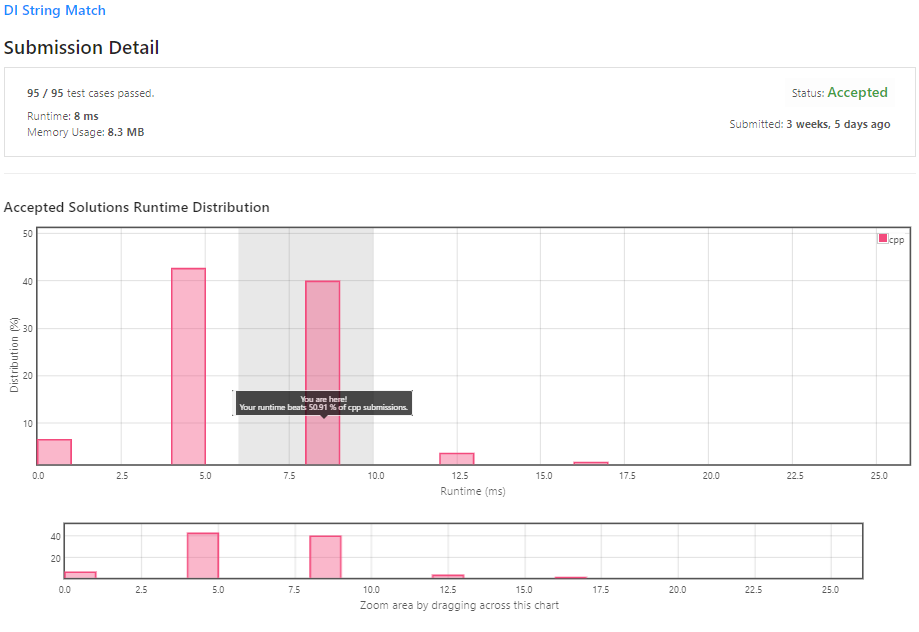 DI String Match
Submission Detail
95 / 95 test cases passed.
Status: Accepted
Runtime: 8 ms
Memory Usage: 8.3 MB
Submitted: 3 weeks, 5 days ago
Accepted Solutions Runtime Distribution
50
40
30
20
10
Distribution (%)
cpp
You are here!
Your runtime beats 50.91 % of cpp submissions.
0.0 2.5 5.0 7.5 10.0 12.5 15.0 17.5 20.0 22.5 25.0
Runtime (ms)
40
20
0.0 2.5 5.0 7.5 10.0 12.5 15.0 17.5 20.0 22.5 25.0
Zoom area by dragging across this chart